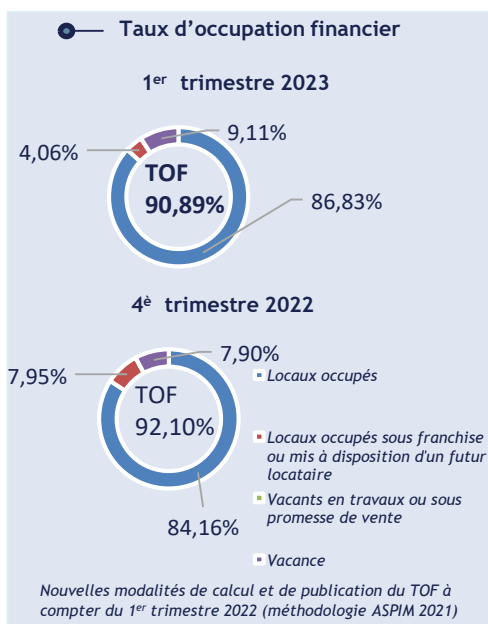 Taux d’occupation financier
1er trimestre 2023
9,11%
4,06%
TOF
90,89%
86,83%
4è trimestre 2022
7,90%
7,95%
TOF
92,10%
84,16%
Locaux occupés
Locaux occupés sous franchise
ou mis à disposition d'un futur
locataire
Vacants en travaux ou sous
promesse de vente
Vacance
Nouvelles modalités de calcul et de publication du TOF à
compter du 1er trimestre 2022 (méthodologie ASPIM 2021)